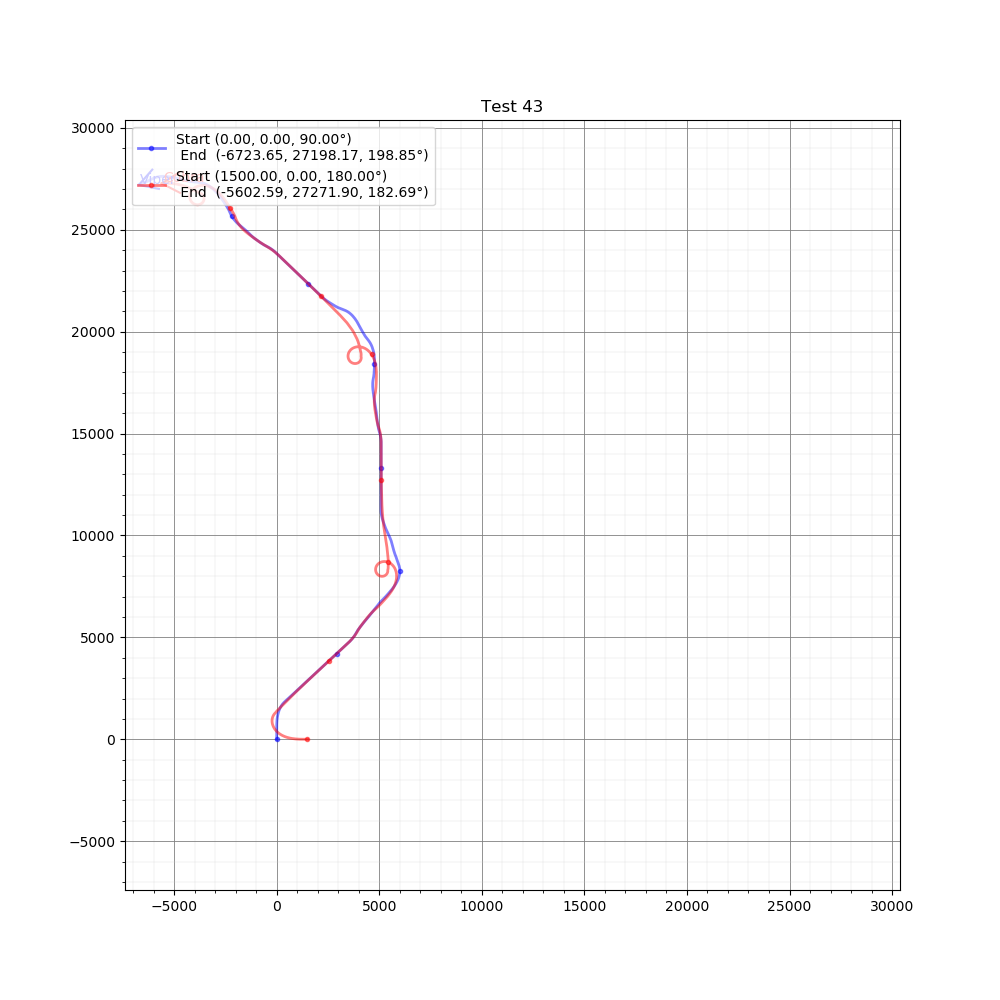 Test 43
30000
25000
20000
15000
10000
5000
0
−5000
Start (0.00, 0.00, 90.00°)
End (-6723.65, 27198.17, 198.85°)
Start (1500.00, 0.00, 180.00°)
End (-5602.59, 27271.90, 182.69°)
−5000 0 5000 10000 15000 20000 25000 30000